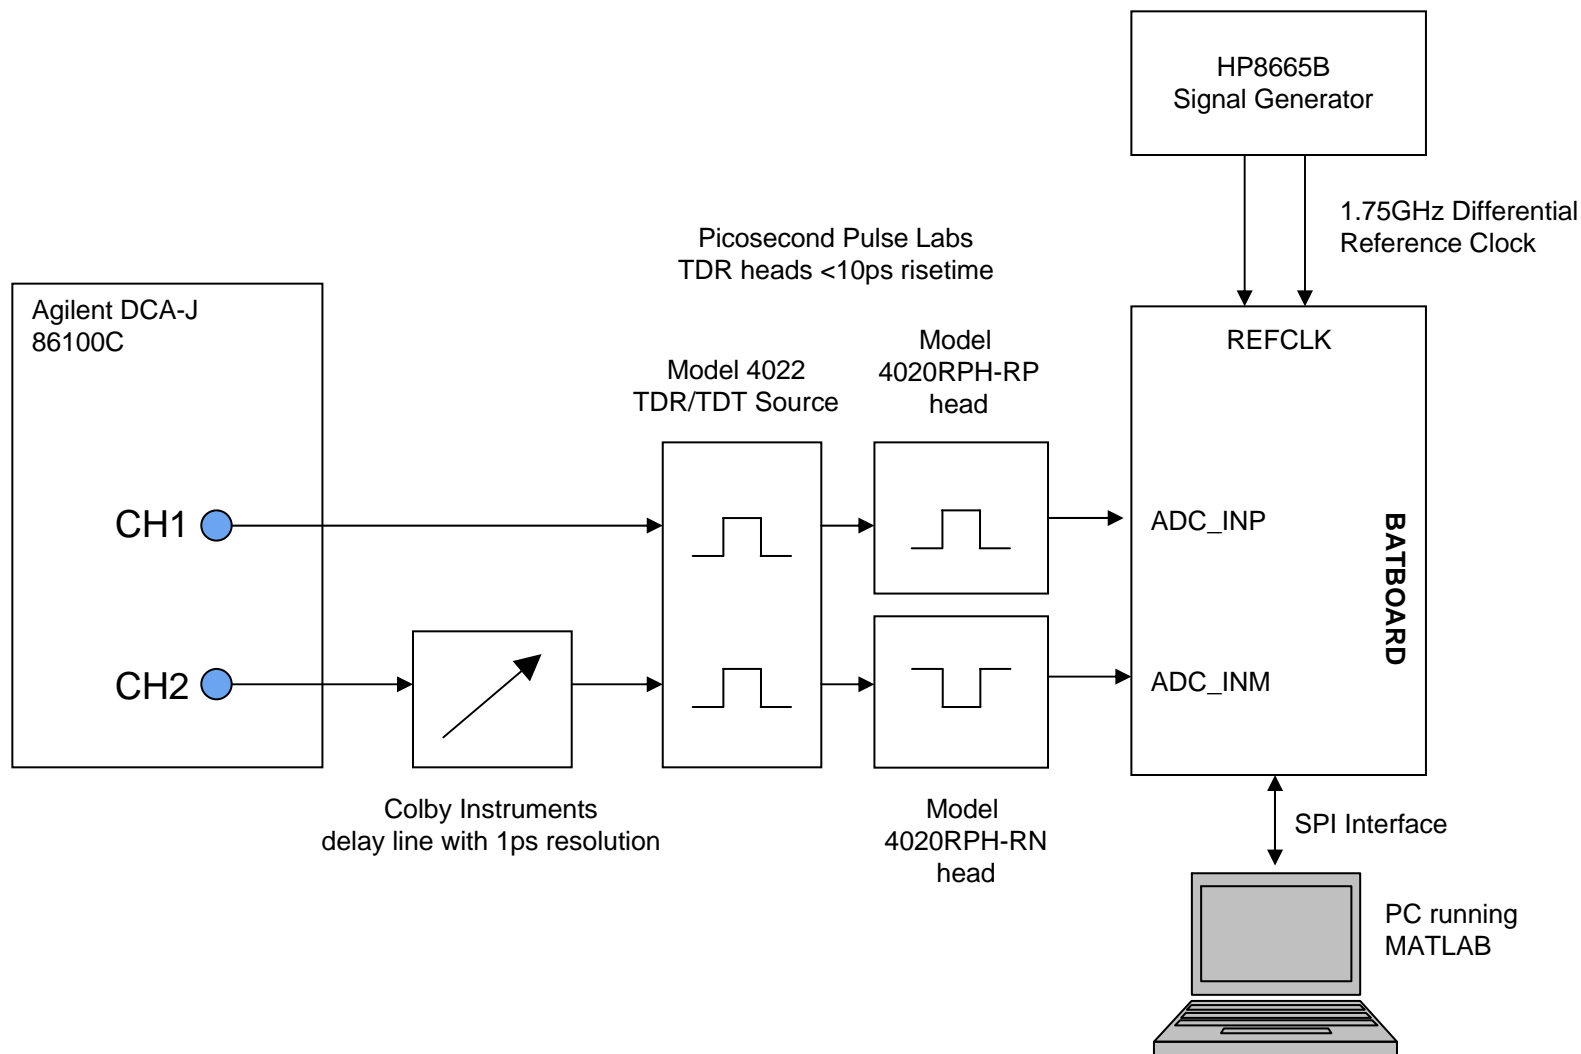 HP8665B
Signal Generator
1.75GHz Differential
Reference Clock
Picosecond Pulse Labs
TDR heads <10ps risetime
Agilent DCA-J
86100C
Model 4022
TDR/TDT Source
Model
4020RPH-RP
head
REFCLK
CH1
ADC_INP
BATBOARD
CH2
ADC_INM
Colby Instruments
delay line with 1ps resolution
Model
4020RPH-RN
head
SPI Interface
PC running
MATLAB